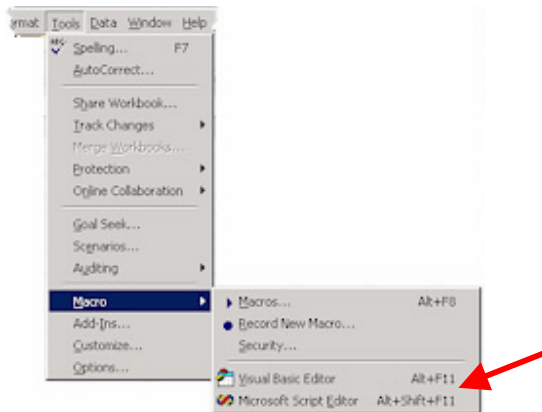 ormat Tools Data Window Help
ABC
Spelling... F7
AutoCorrect...
Share Workbook...
Track Changes
Merge Workbooks...
Protection
Online Collaboration
Goal Seek...
Scenarios...
Auditing
Macro
Macros... Alt+F8
Add-Ins...
Record New Macro...
Customize...
Security...
Options...
Visual Basic Editor Alt+F11
Microsoft Script Editor Alt+Shift+F11